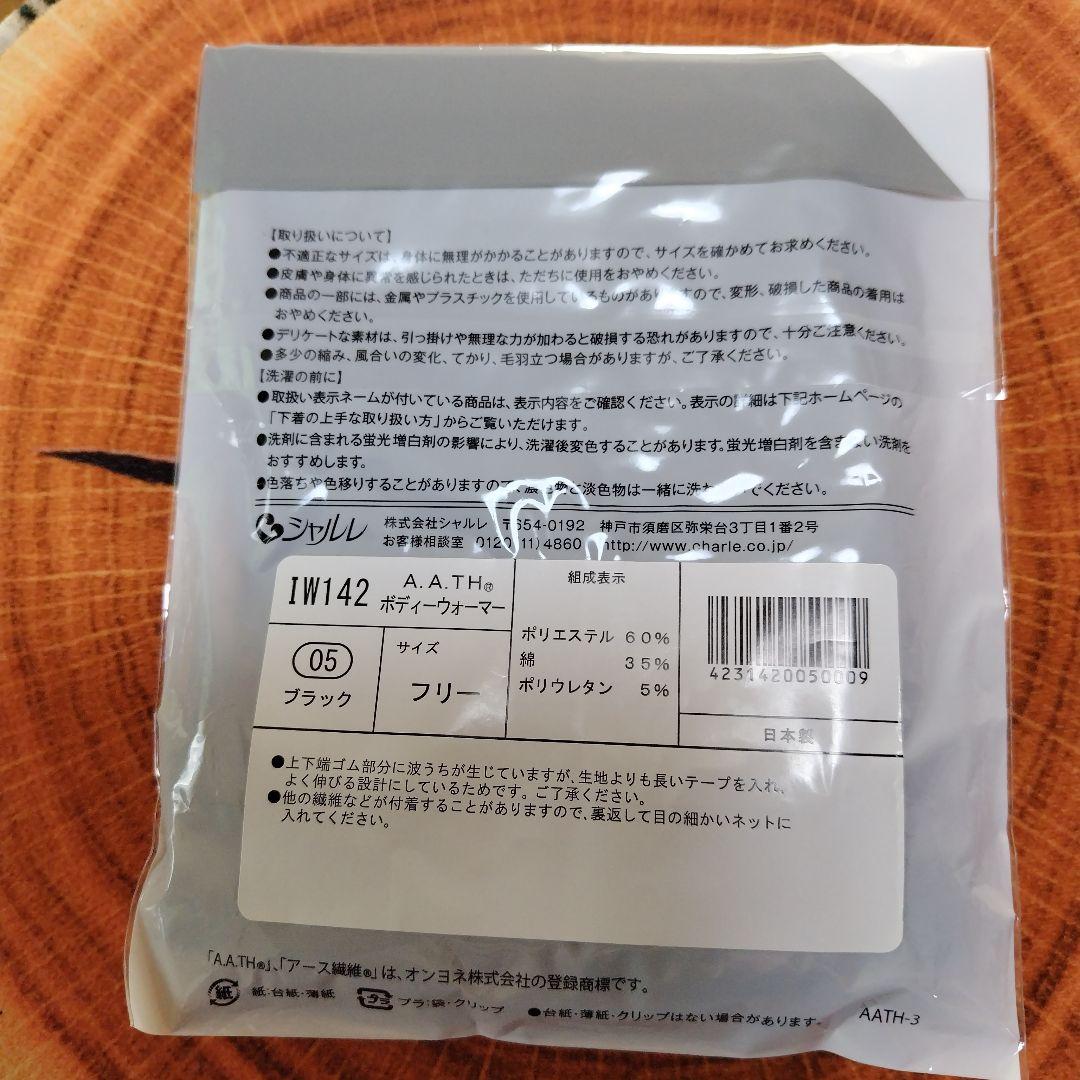 【取り扱いについて】
●不適正なサイズは、身体に無理がかかることがありますので、サイズを確かめてお求めください。
●皮膚や身体に異常を感じられたときは、ただちに使用をおやめください。
●商品の一部には、金属やプラスチックを使用しているものがありますので、変形、破損した商品の着用は
おやめください。
●デリケートな素材は、引っ掛けや無理な力が加わると破損する恐れがありますので、十分ご注意ください。
●多少の縮み、風合いの変化、てかり、毛羽立つ場合がありますが、ご了承ください。
【洗濯の前に】
●取扱い表示ネームが付いている商品は、表示内容をご確認ください。表示の詳細は下記ホームページの
「下着の上手な取り扱い方」からご覧いただけます。
●洗剤に含まれる蛍光増白剤の影響により、洗濯後変色することがあります。蛍光増白剤を含まない洗剤を
おすすめします。
●色落ちや色移りすることがありますので、濃色物と淡色物は一緒に洗わないでください。
シャルレ 株式会社シャルレ 〒654-0192 神戸市須磨区弥栄台3丁目1番2号
お客様相談室 0120 4860 http://www.charle.co.jp/
IW142 A.A.TH®
ボディーウォーマー
05
ブラック
サイズ
フリー
組成表示
ポリエステル 60%
綿 35%
ポリウレタン 5%
4231420050009
日本製
●上下端ゴム部分に波うちが生じていますが、生地よりも長いテープを入れ、
よく伸びる設計にしているためです。ご了承ください。
●他の繊維などが付着することがありますので、裏返して目の細かいネットに
入れてください。
「A.A.TH®」、「アース繊維®」は、オンヨネ株式会社の登録商標です。
紙 紙:台紙・薄紙 プラ プラ:袋・クリップ ●台紙・薄紙・クリップはない場合があります。 AATH-3